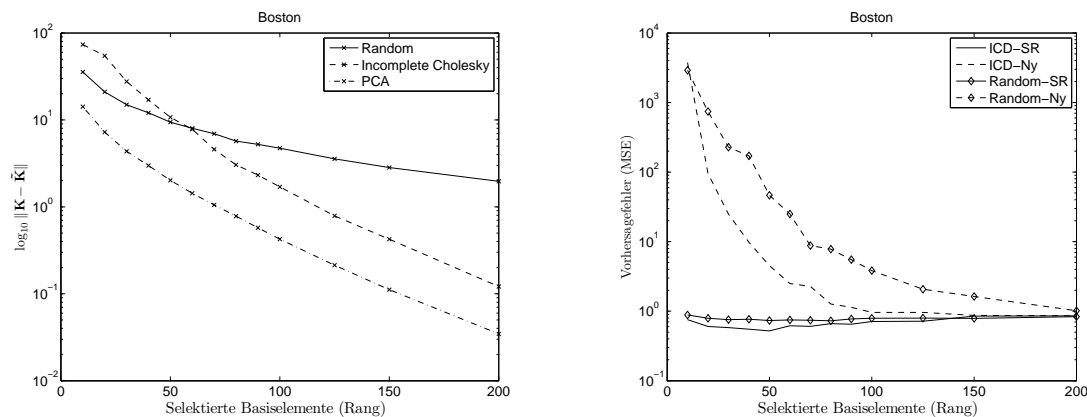 Boston
10^2
10^1
10^0
10^−1
10^−2
0
50
100
150
200
log₁₀ ‖K − K̃‖
Selektierte Basiselemente (Rang)
Random
Incomplete Cholesky
PCA
Boston
10^4
10^3
10^2
10^1
10^0
10^−1
0
50
100
150
200
Vorhersagefehler (MSE)
Selektierte Basiselemente (Rang)
ICD−SR
ICD−Ny
Random−SR
Random−Ny